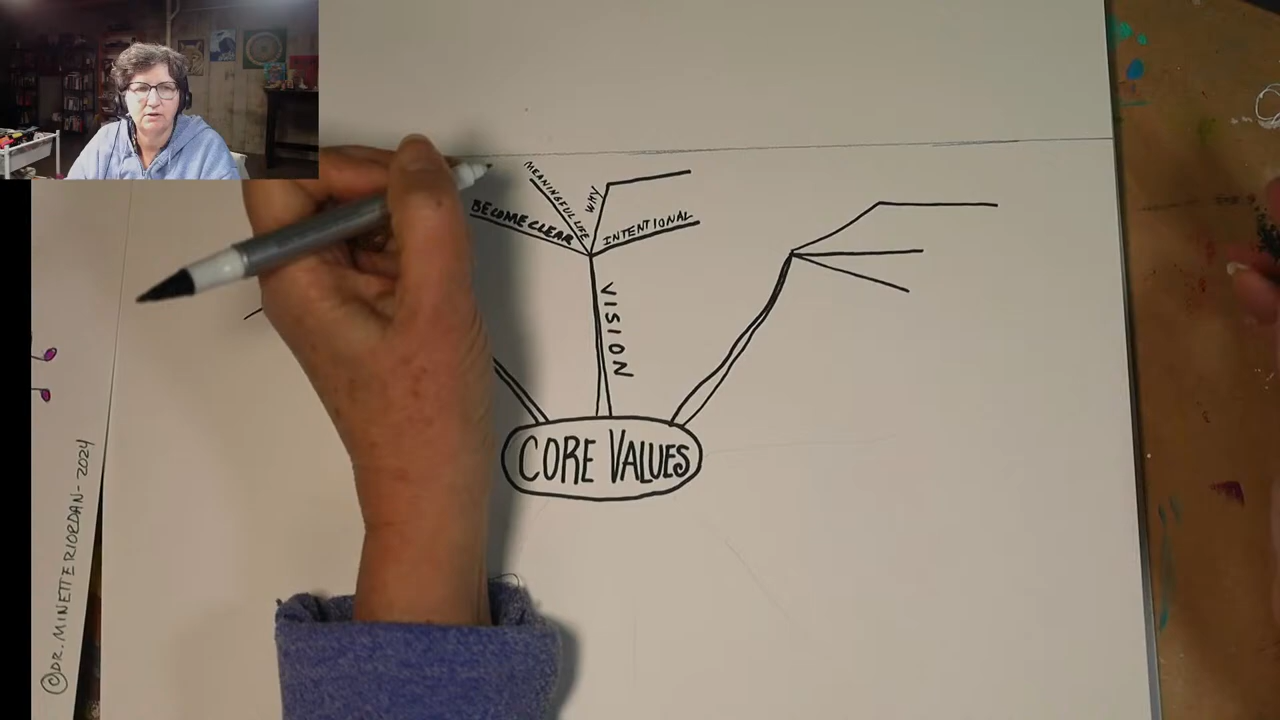 MEANINGFUL LIFE
WHY
BECOME CLEAR
INTENTIONAL
VISION
CORE VALUES
©DR. MINETTE RIORDAN - 2024